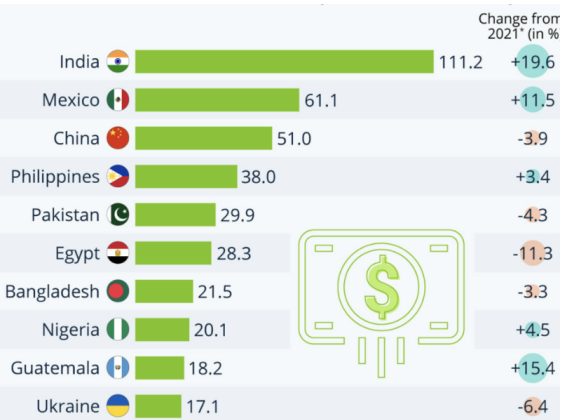 Change from
2021* (in %
India 111.2 +19.6
Mexico 61.1 +11.5
China 51.0 -3.9
Philippines 38.0 +3.4
Pakistan 29.9 -4.3
Egypt 28.3 -11.3
Bangladesh 21.5 -3.3
Nigeria 20.1 +4.5
Guatemala 18.2 +15.4
Ukraine 17.1 -6.4
$